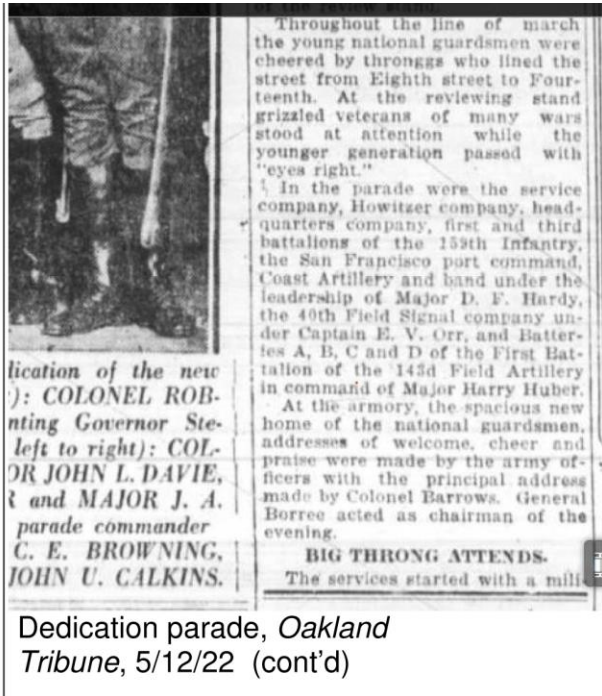 of the review stand.
Throughout the line of march
the young national guardsmen were
cheered by thronggs who lined the
street from Eighth street to Four-
teenth. At the reviewing stand
grizzled veterans of many wars
stood at attention while the
younger generation passed with
"eyes right."
In the parade were the service
company, Howitzer company, head-
quarters company, first and third
battalions of the 159th Infantry,
the San Francisco port command,
Coast Artillery and band under the
leadership of Major D. F. Hardy,
the 40th Field Signal company un-
der Captain E. V. Orr, and Batter-
ies A, B, C and D of the First Bat-
talion of the 143d Field Artillery
in command of Major Harry Huber.
At the armory, the spacious new
home of the national guardsmen,
addresses of welcome, cheer and
praise were made by the army of-
ficers with the principal address
made by Colonel Barrows. General
Borree acted as chairman of the
evening.
BIG THRONG ATTENDS.
The services started with a mili-
lication of the new
): COLONEL ROB-
nting Governor Ste-
left to right): COL-
OR JOHN L. DAVIE,
R and MAJOR J. A.
parade commander
C. E. BROWNING,
JOHN U. CALKINS.
Dedication parade, Oakland
Tribune, 5/12/22 (cont'd)